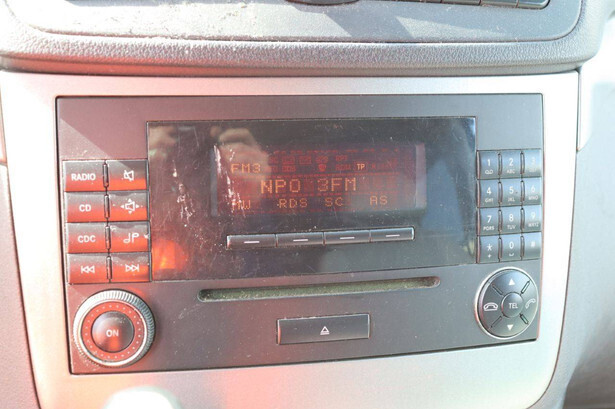 RADIO
CD
CDC
P
ON
FM3 TP
NPO 3FM
RDS SC AS
1 2 ABC 3
4 5 6
7 8 9
0
TEL